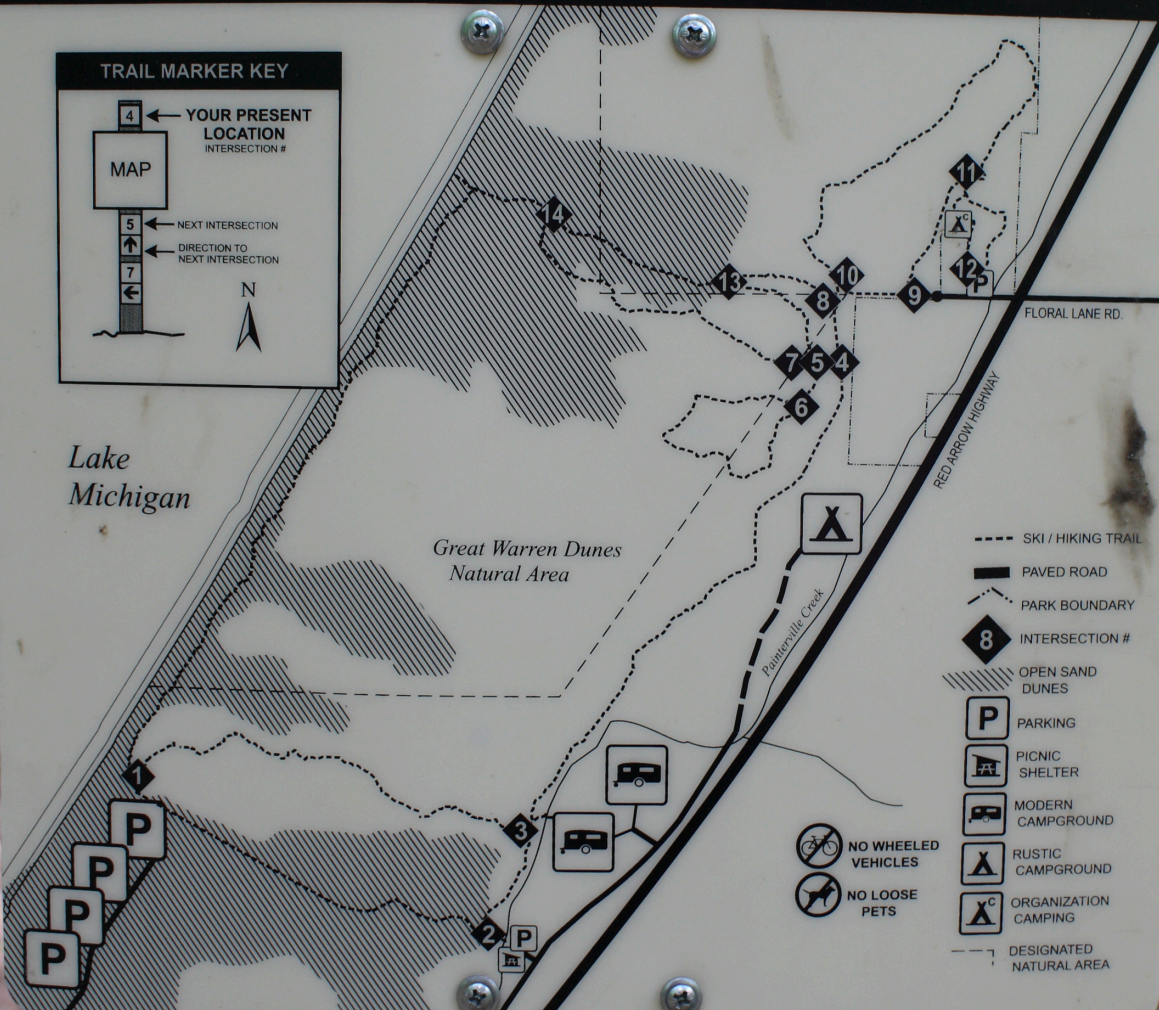 TRAIL MARKER KEY
4
YOUR PRESENT
LOCATION
INTERSECTION #
MAP
5
NEXT INTERSECTION
DIRECTION TO
NEXT INTERSECTION
7
N
11
C
14
12
P
13
10
8
9
FLORAL LANE RD.
7
5
4
6
RED ARROW HIGHWAY
Lake
Michigan
Great Warren Dunes
Natural Area
Painterville Creek
1
3
2
P
P
P
P
P
SKI / HIKING TRAIL
PAVED ROAD
PARK BOUNDARY
8
INTERSECTION #
OPEN SAND
DUNES
P
PARKING
PICNIC
SHELTER
MODERN
CAMPGROUND
RUSTIC
CAMPGROUND
C
ORGANIZATION
CAMPING
DESIGNATED
NATURAL AREA
NO WHEELED
VEHICLES
NO LOOSE
PETS